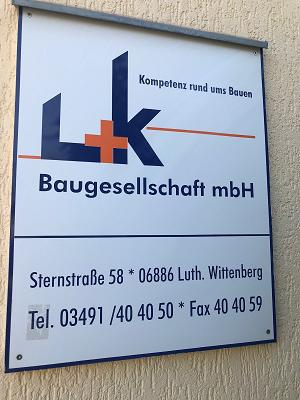 Kompetenz rund ums Bauen
L+K
Baugesellschaft mbH
Sternstraße 58 * 06886 Luth. Wittenberg
Tel. 03491 /40 40 50 * Fax 40 40 59